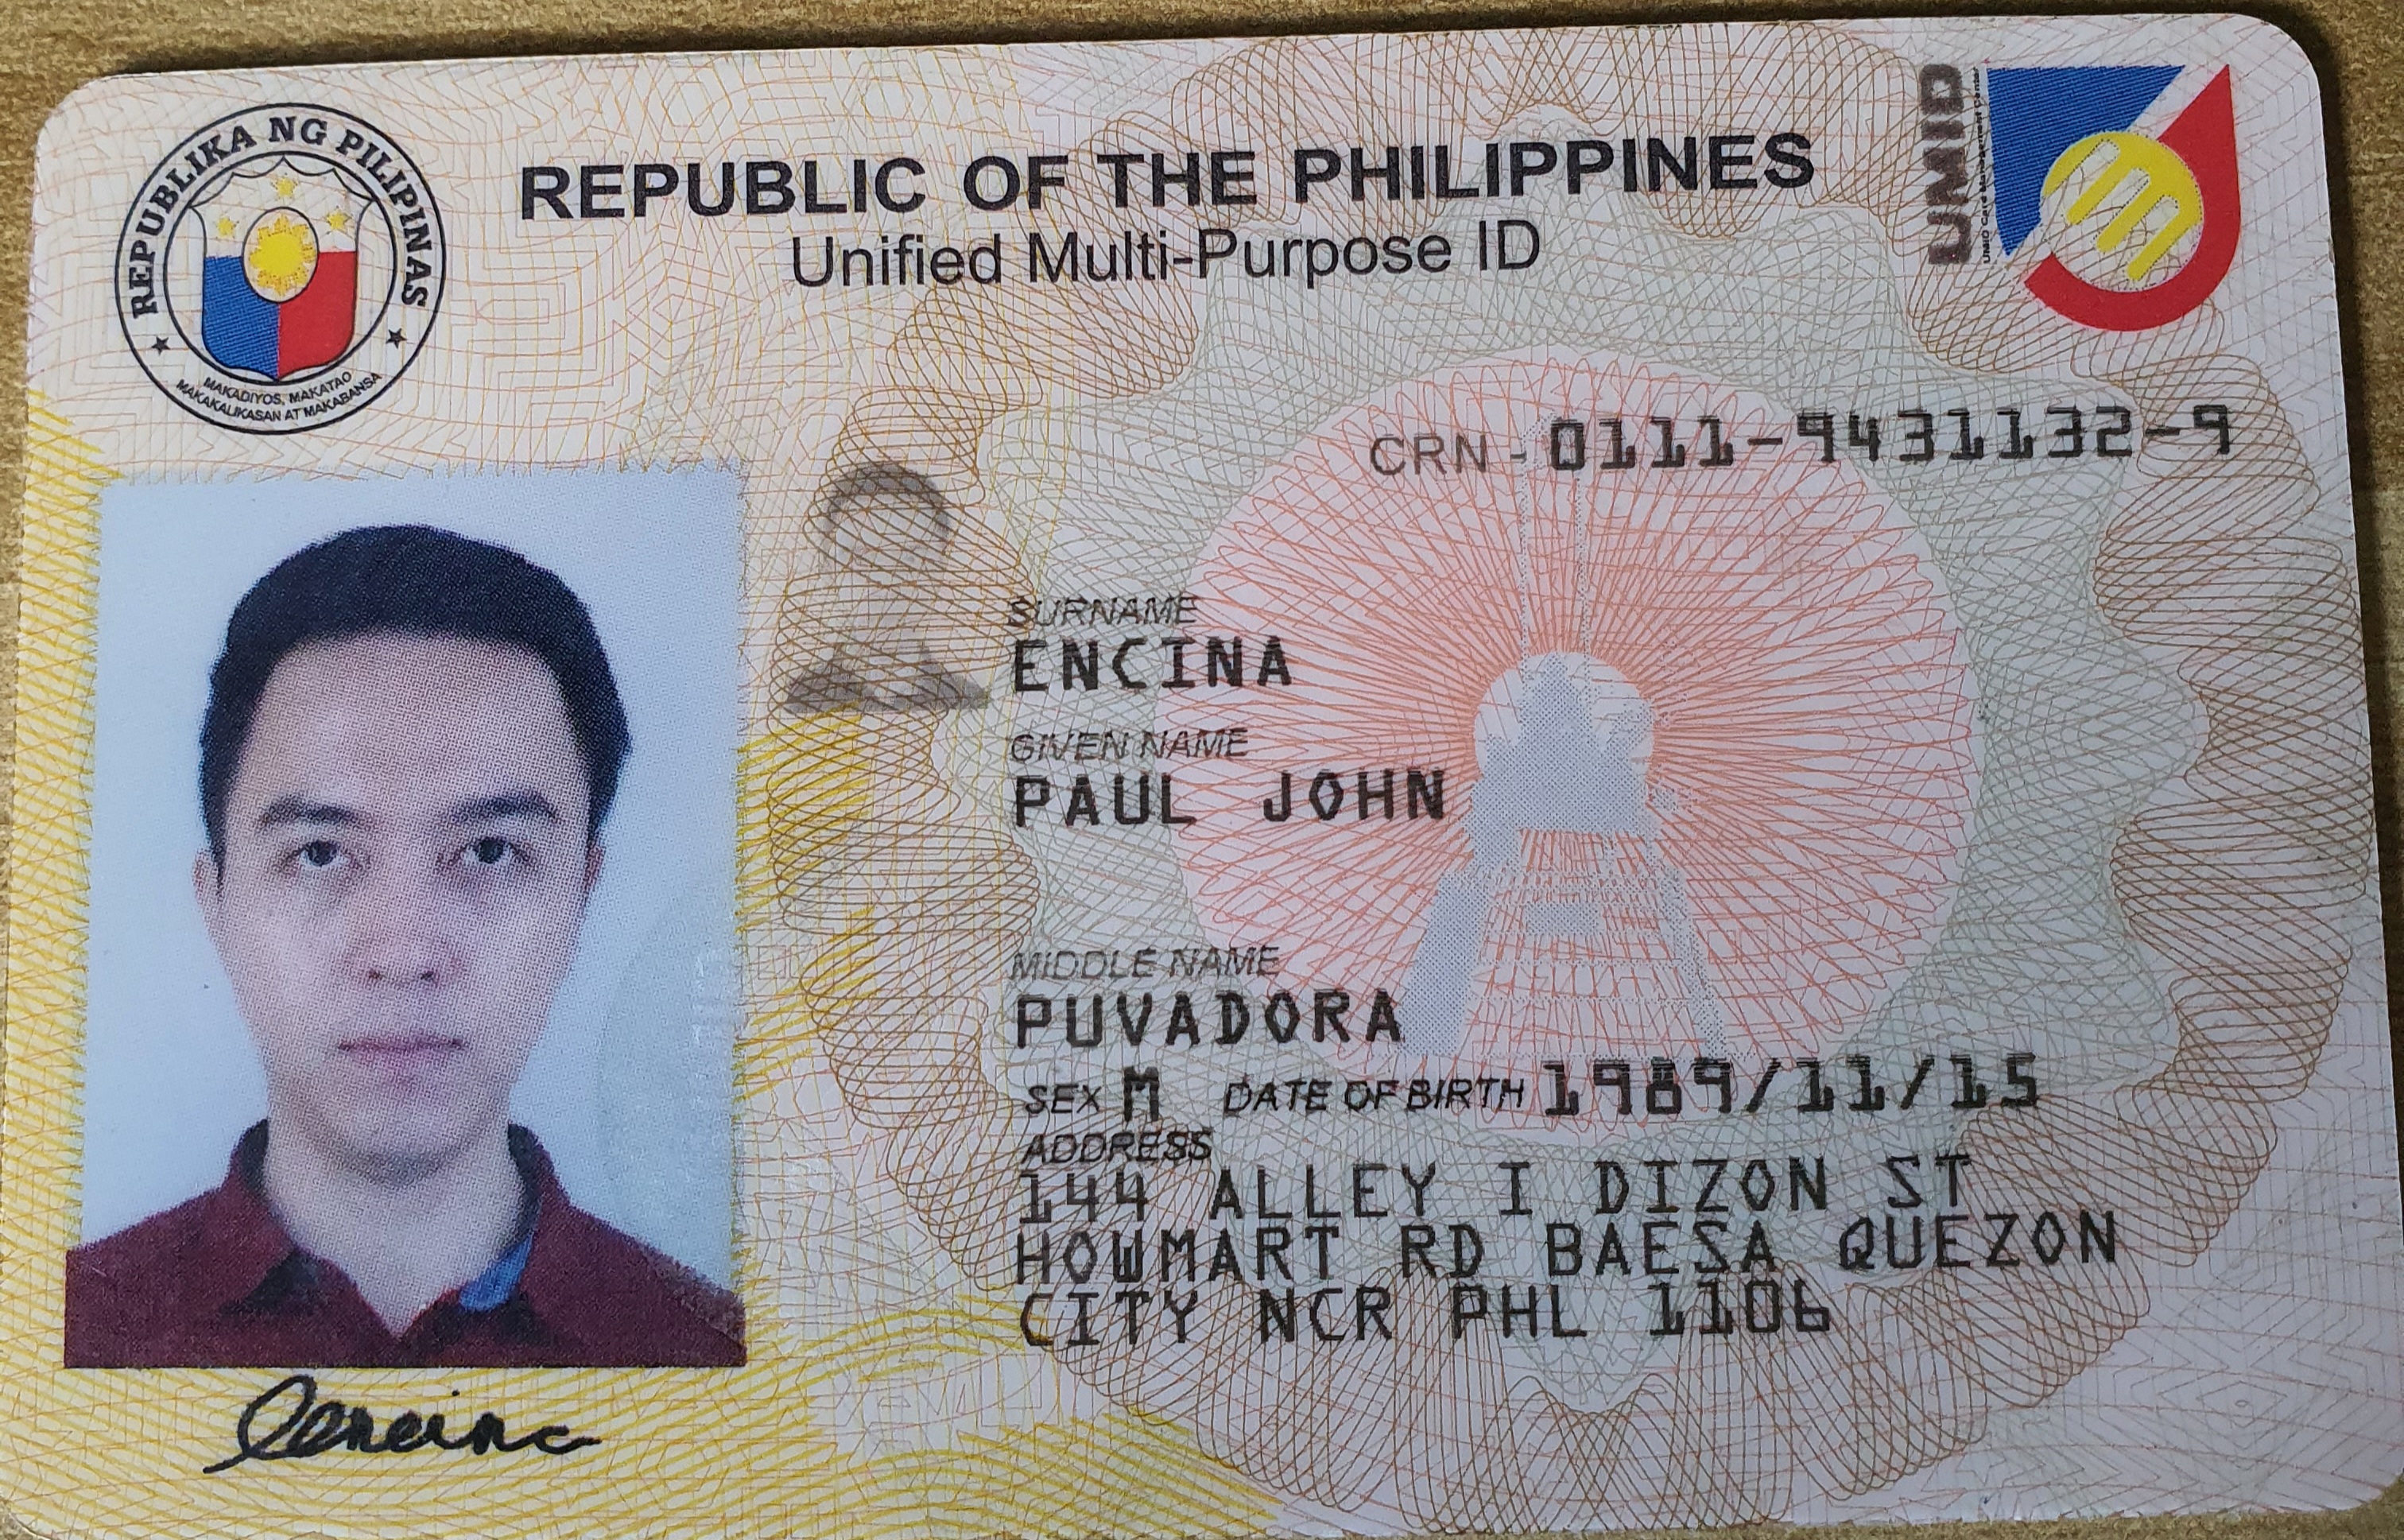 REPUBLIKA NG PILIPINAS
MAKADIYOS, MAKATAO
MAKAKALIKASAN AT MAKABANSA
REPUBLIC OF THE PHILIPPINES
Unified Multi-Purpose ID
UMID
UMID Card Management Center
CRN - 0111-9431132-9
SURNAME
ENCINA
GIVEN NAME
PAUL JOHN
MIDDLE NAME
PUVADORA
SEX M DATE OF BIRTH 1989/11/15
ADDRESS
144 ALLEY I DIZON ST
HOWMART RD BAESA QUEZON
CITY NCR PHL 1106